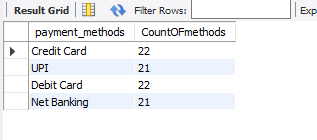 Result Grid Filter Rows: Exp
payment_methods CountOFmethods
Credit Card 22
UPI 21
Debit Card 22
Net Banking 21